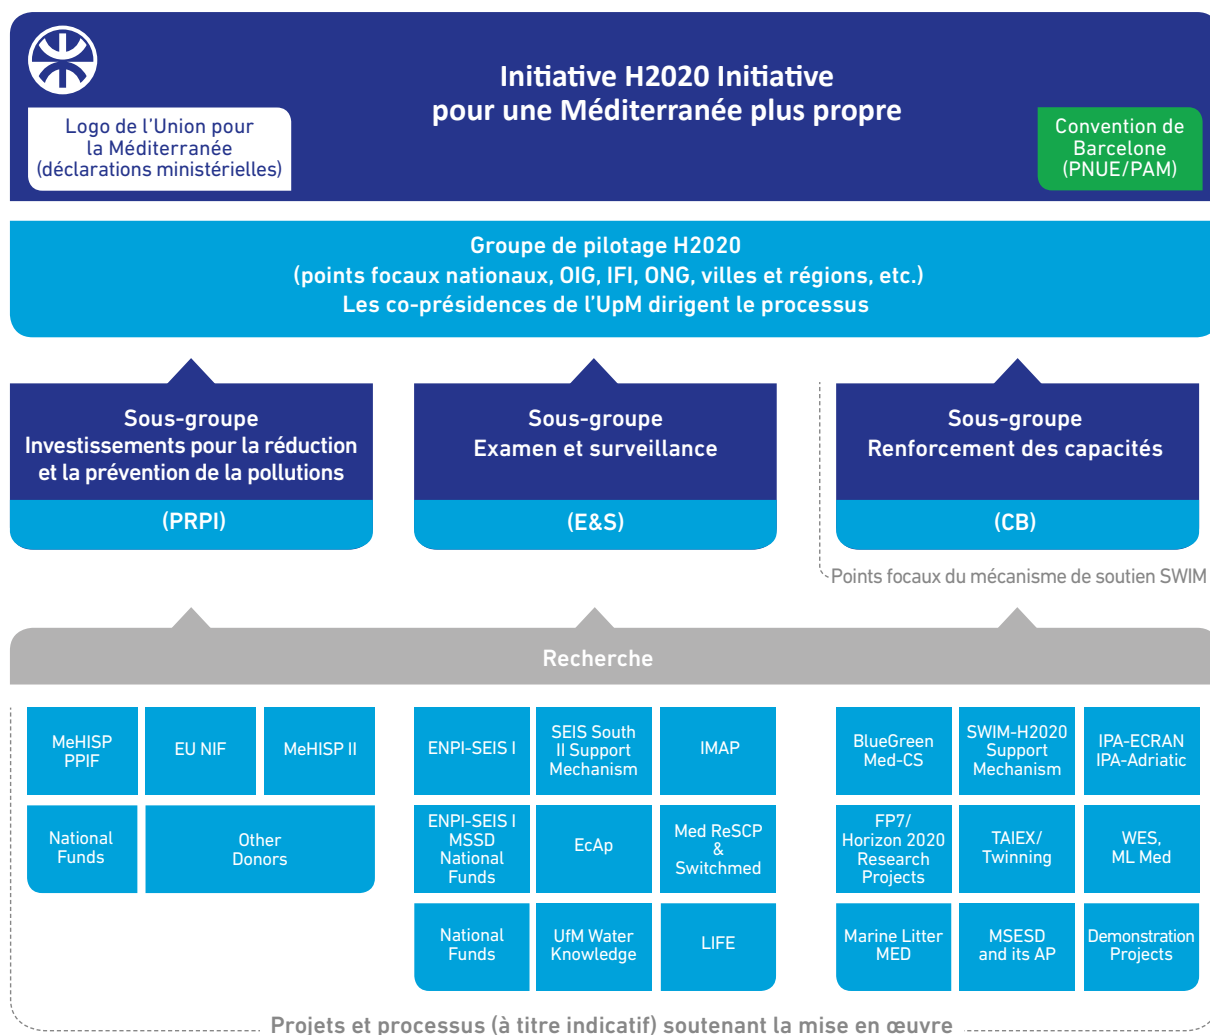 Initiative H2020 Initiative
pour une Méditerranée plus propre
Logo de l'Union pour
la Méditerranée
(déclarations ministérielles)
Convention de
Barcelone
(PNUE/PAM)
Groupe de pilotage H2020
(points focaux nationaux, OIG, IFI, ONG, villes et régions, etc.)
Les co-présidences de l'UpM dirigent le processus
Sous-groupe
Investissements pour la réduction
et la prévention de la pollutions
(PRPI)
Sous-groupe
Examen et surveillance
(E&S)
Sous-groupe
Renforcement des capacités
(CB)
Points focaux du mécanisme de soutien SWIM
Recherche
MeHISP
PPIF
EU NIF
MeHISP II
National
Funds
Other
Donors
ENPI-SEIS I
SEIS South
II Support
Mechanism
IMAP
ENPI-SEIS I
MSSD
National
Funds
EcAp
Med ReSCP
&
Switchmed
National
Funds
UfM Water
Knowledge
LIFE
BlueGreen
Med-CS
SWIM-H2020
Support
Mechanism
IPA-ECRAN
IPA-Adriatic
FP7/
Horizon 2020
Research
Projects
TAIEX/
Twinning
WES,
ML Med
Marine Litter
MED
MSESD
and its AP
Demonstration
Projects
Projets et processus (à titre indicatif) soutenant la mise en œuvre